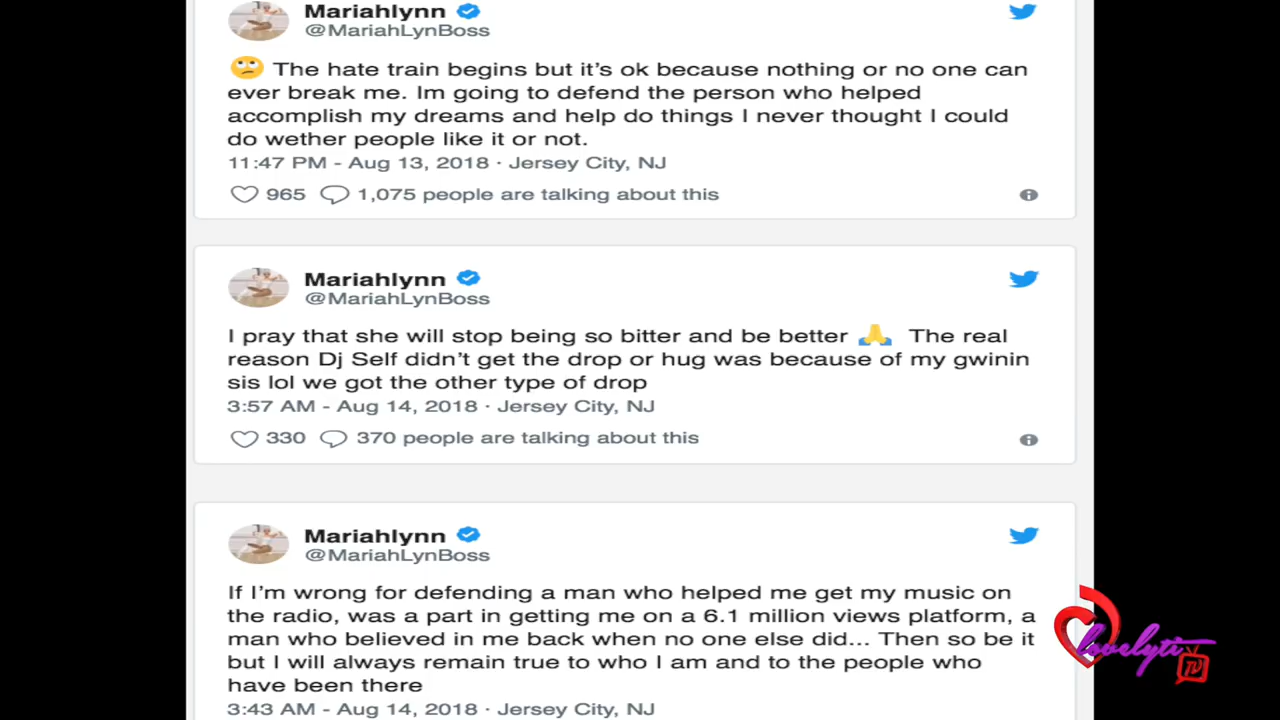 Mariahlynn
@MariahLynBoss
🙄 The hate train begins but it's ok because nothing or no one can
ever break me. Im going to defend the person who helped
accomplish my dreams and help do things I never thought I could
do wether people like it or not.
11:47 PM - Aug 13, 2018 · Jersey City, NJ
965 1,075 people are talking about this
Mariahlynn
@MariahLynBoss
I pray that she will stop being so bitter and be better 🙏 The real
reason Dj Self didn't get the drop or hug was because of my gwinin
sis lol we got the other type of drop
3:57 AM - Aug 14, 2018 · Jersey City, NJ
330 370 people are talking about this
Mariahlynn
@MariahLynBoss
If I'm wrong for defending a man who helped me get my music on
the radio, was a part in getting me on a 6.1 million views platform, a
man who believed in me back when no one else did... Then so be it
but I will always remain true to who I am and to the people who
have been there
3:43 AM - Aug 14, 2018 · Jersey City, NJ
lovelyti
TV